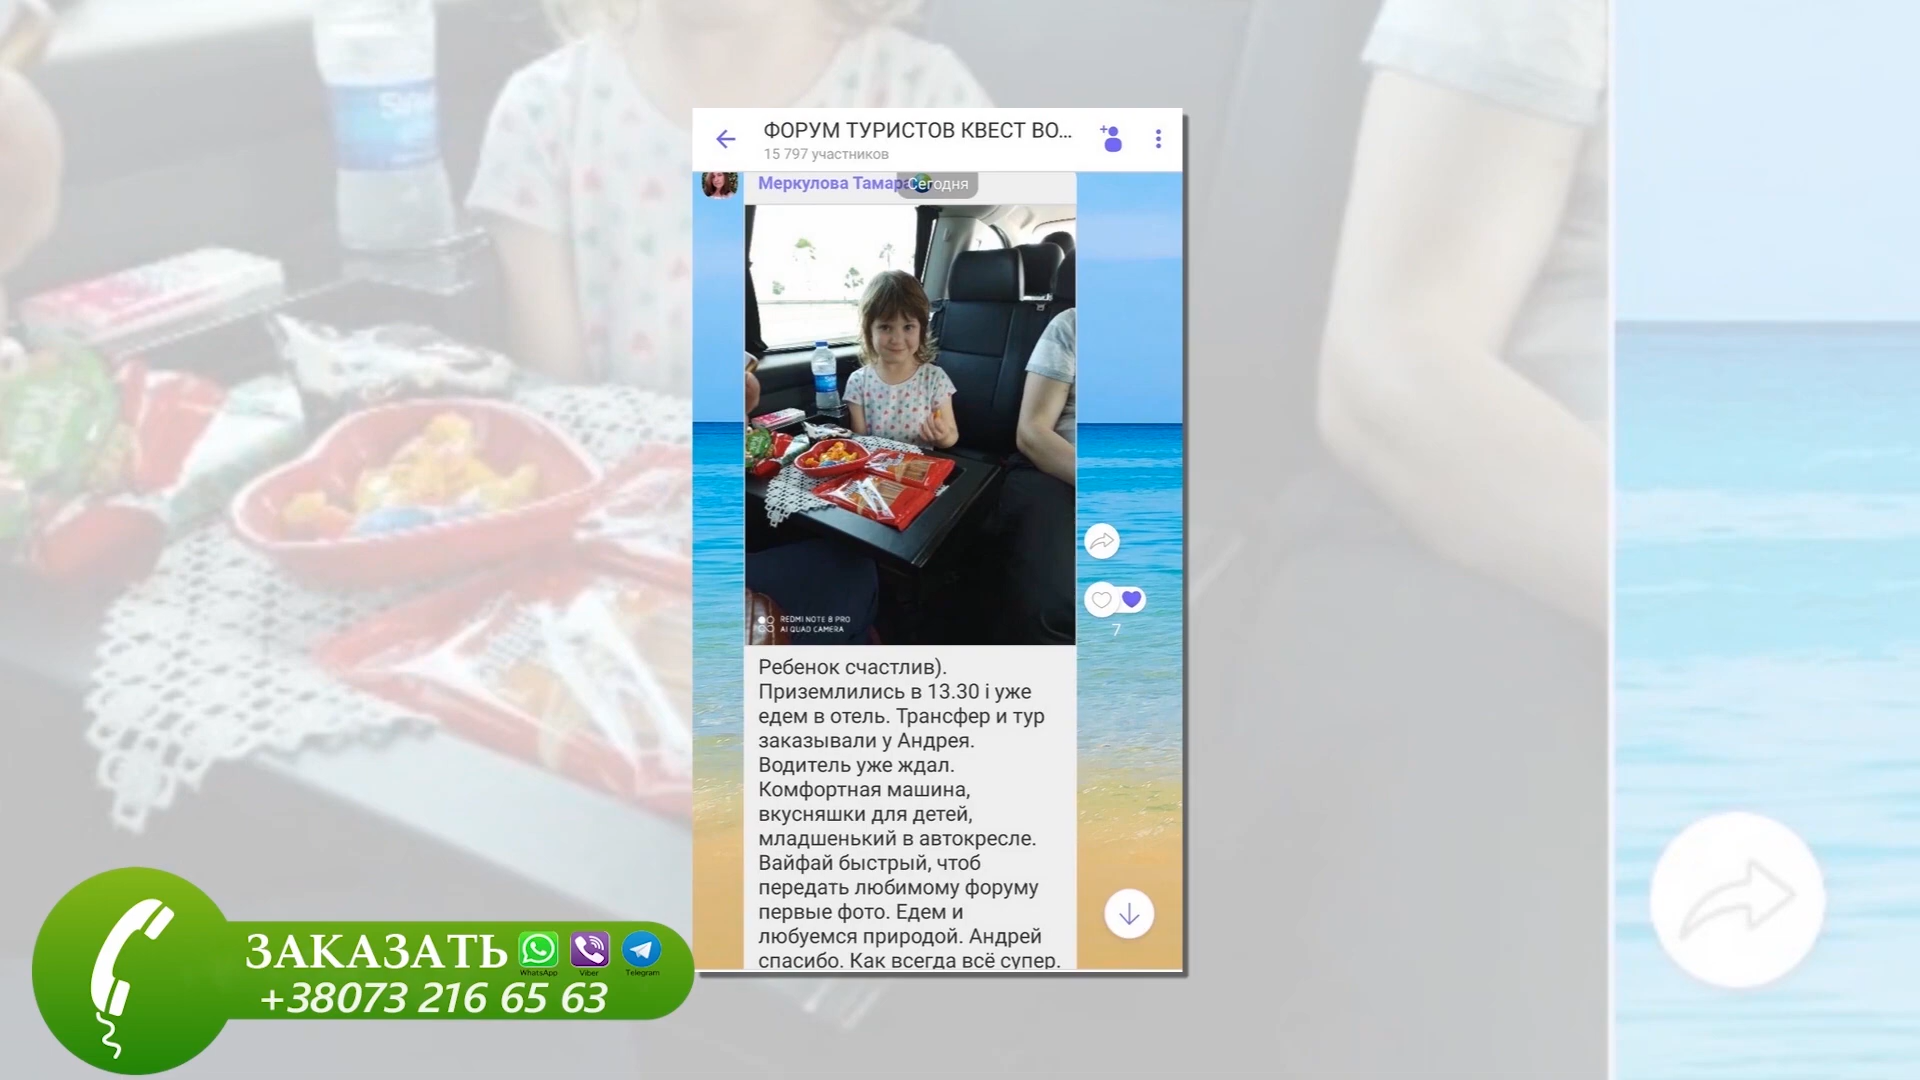 ФОРУМ ТУРИСТОВ КВЕСТ ВО...
15 797 участников
Меркулова Тамара
Сегодня
REDMI NOTE 8 PRO
AI QUAD CAMERA
7
Ребенок счастлив).
Приземлились в 13.30 і уже
едем в отель. Трансфер и тур
заказывали у Андрея.
Водитель уже ждал.
Комфортная машина,
вкусняшки для детей,
младшенький в автокресле.
Вайфай быстрый, чтоб
передать любимому форуму
первые фото. Едем и
любуемся природой. Андрей
спасибо. Как всегда всё супер.
ЗАКАЗАТЬ
WhatsApp Viber Telegram
+38073 216 65 63